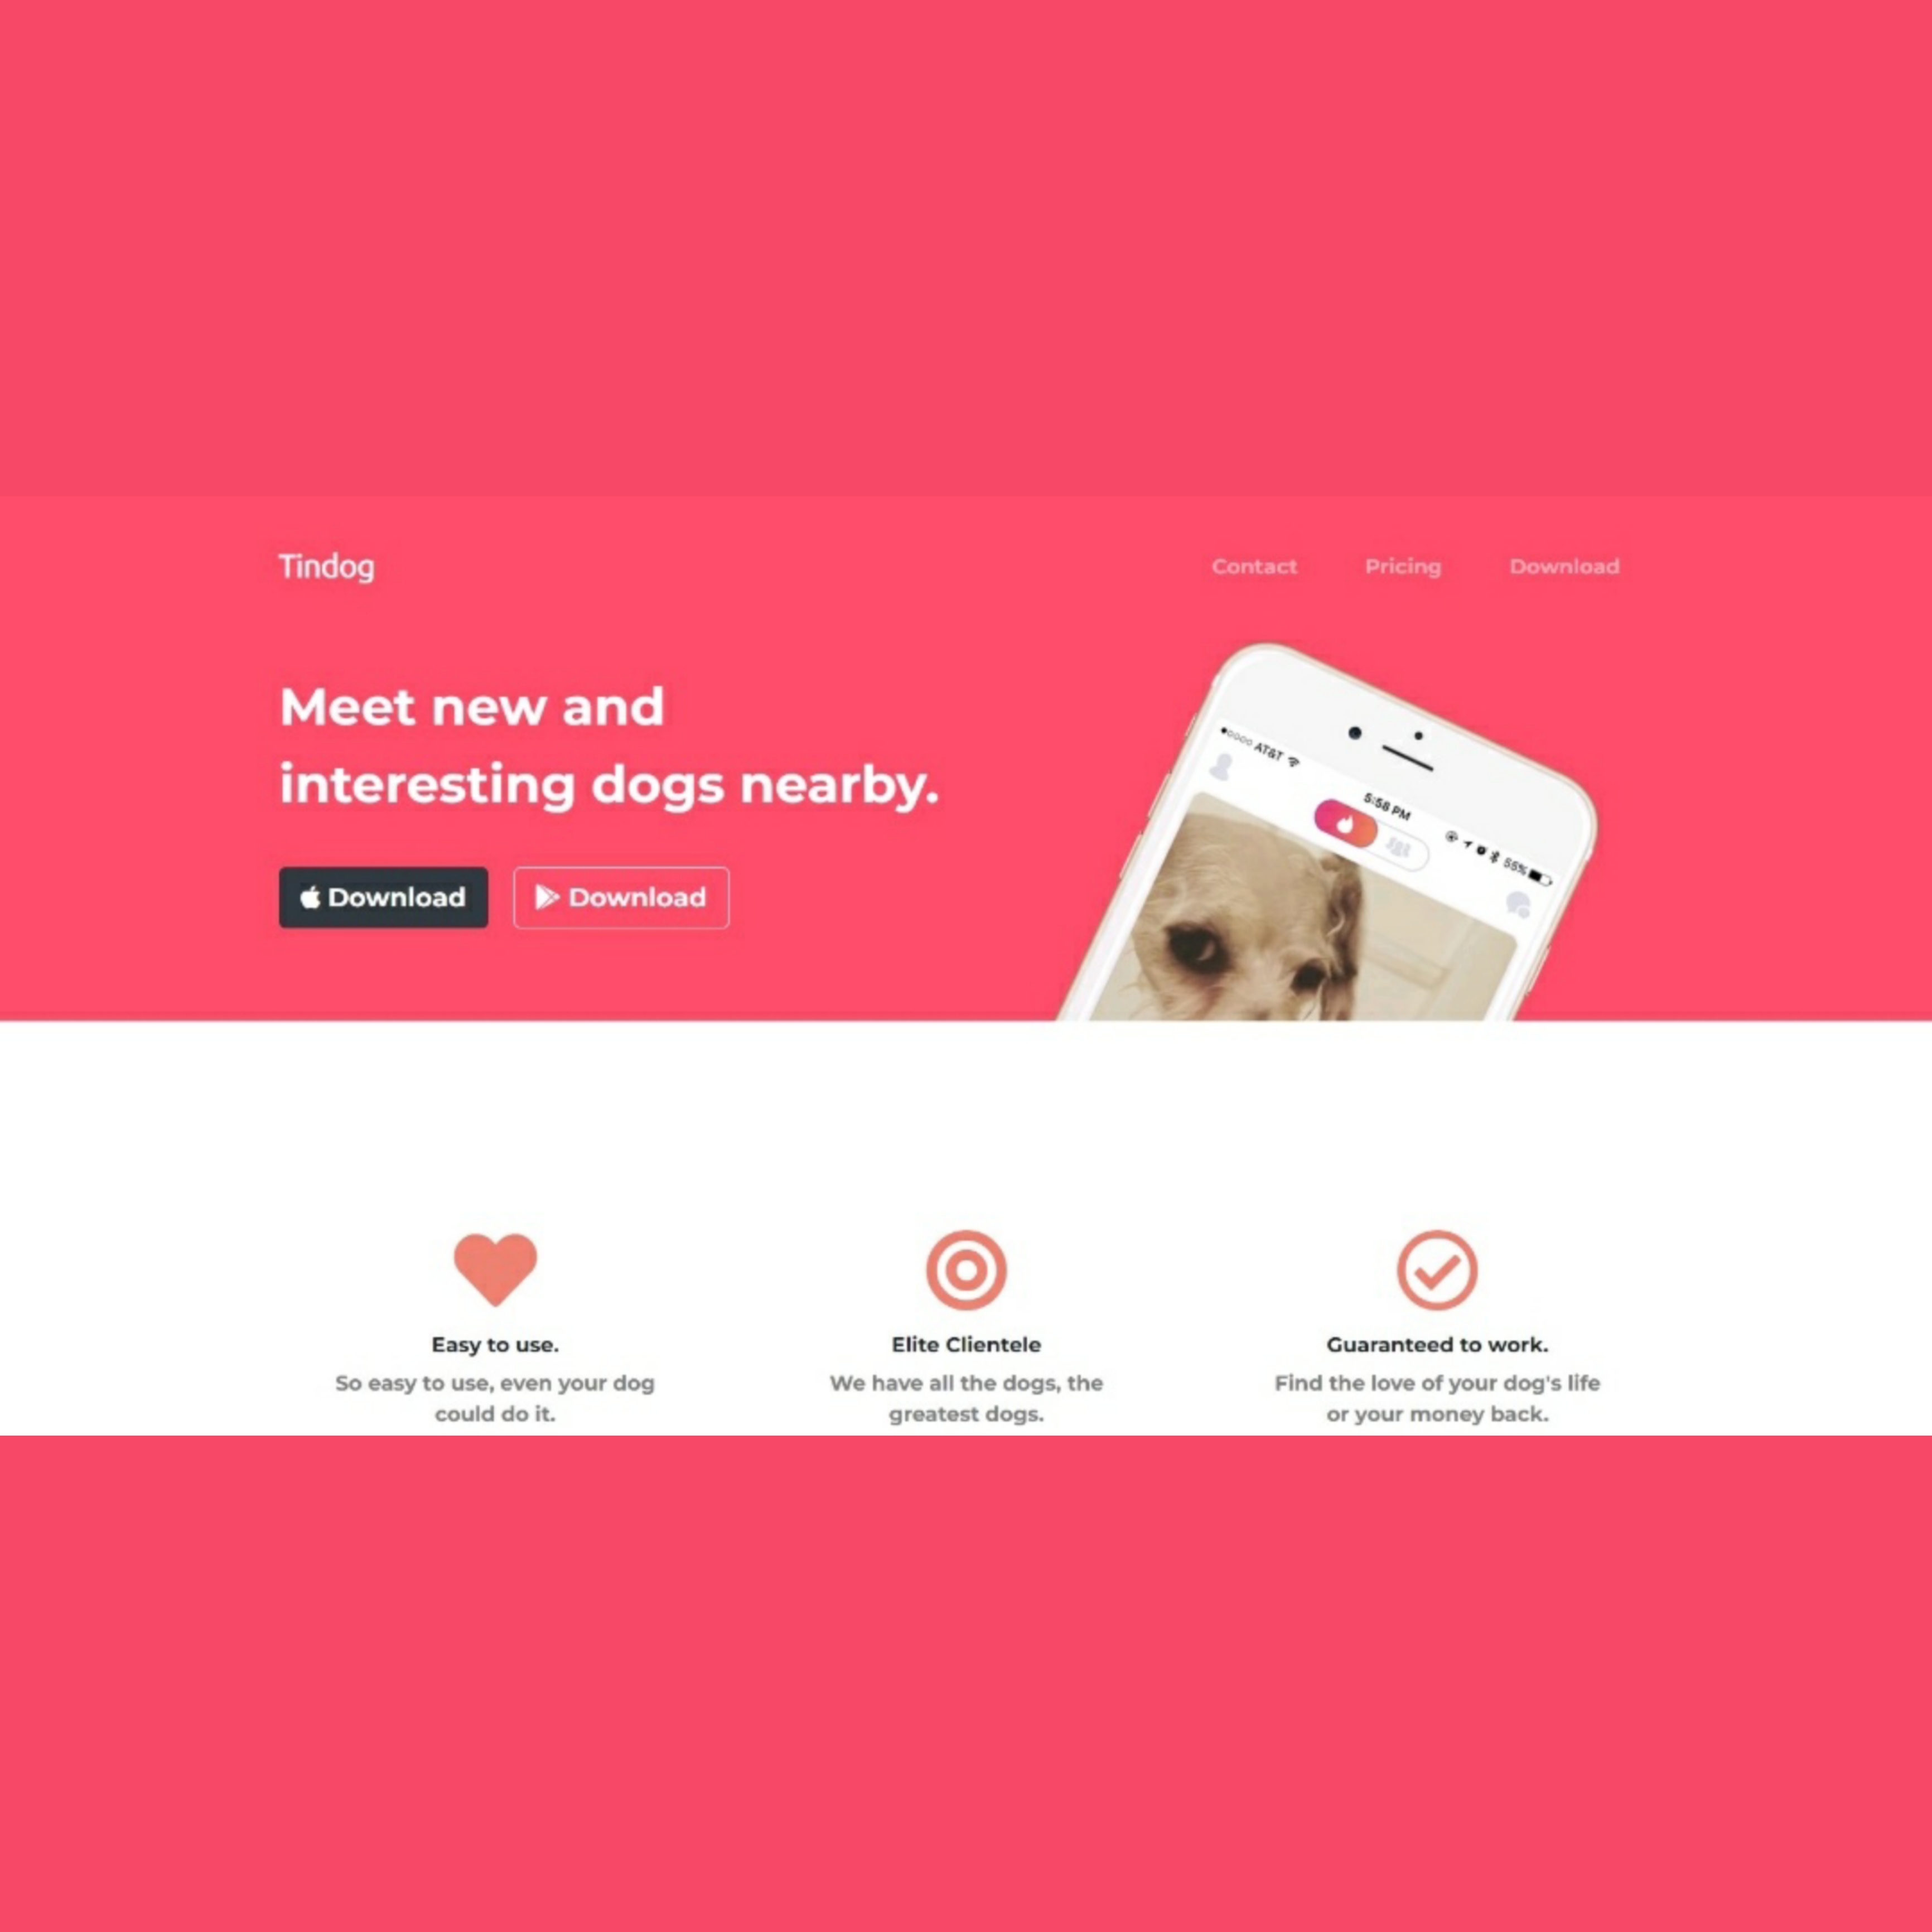 Tindog
Contact Pricing Download
Meet new and
interesting dogs nearby.
Download Download
AT&T
5:58 PM
55%
Easy to use.
So easy to use, even your dog
could do it.
Elite Clientele
We have all the dogs, the
greatest dogs.
Guaranteed to work.
Find the love of your dog's life
or your money back.